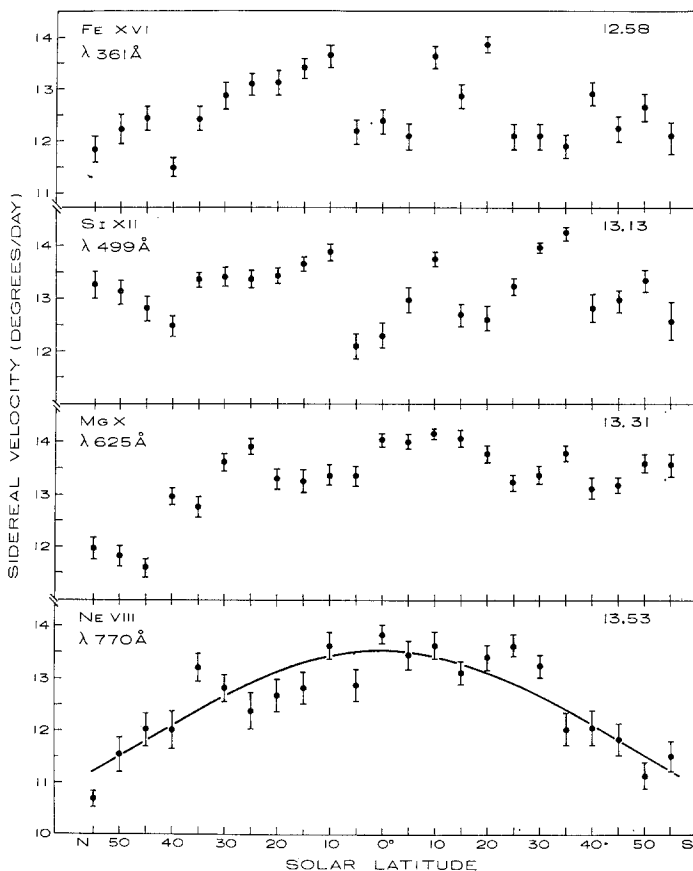 Fe XVI
λ 361Å
12.58
14
13
12
11
Si XII
λ 499Å
13.13
14
13
12
Mg X
λ 625Å
13.31
14
13
12
Ne VIII
λ 770Å
13.53
14
13
12
11
10
N 50 40 30 20 10 0° 10 20 30 40° 50 S
SOLAR LATITUDE
SIDEREAL VELOCITY (DEGREES/DAY)